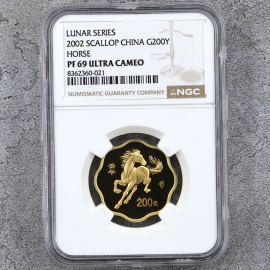 LUNAR SERIES
2002 SCALLOP CHINA G200Y
HORSE
PF 69 ULTRA CAMEO
8362360-021
NUMISMATIC GUARANTY COMPANY
NGC
200元